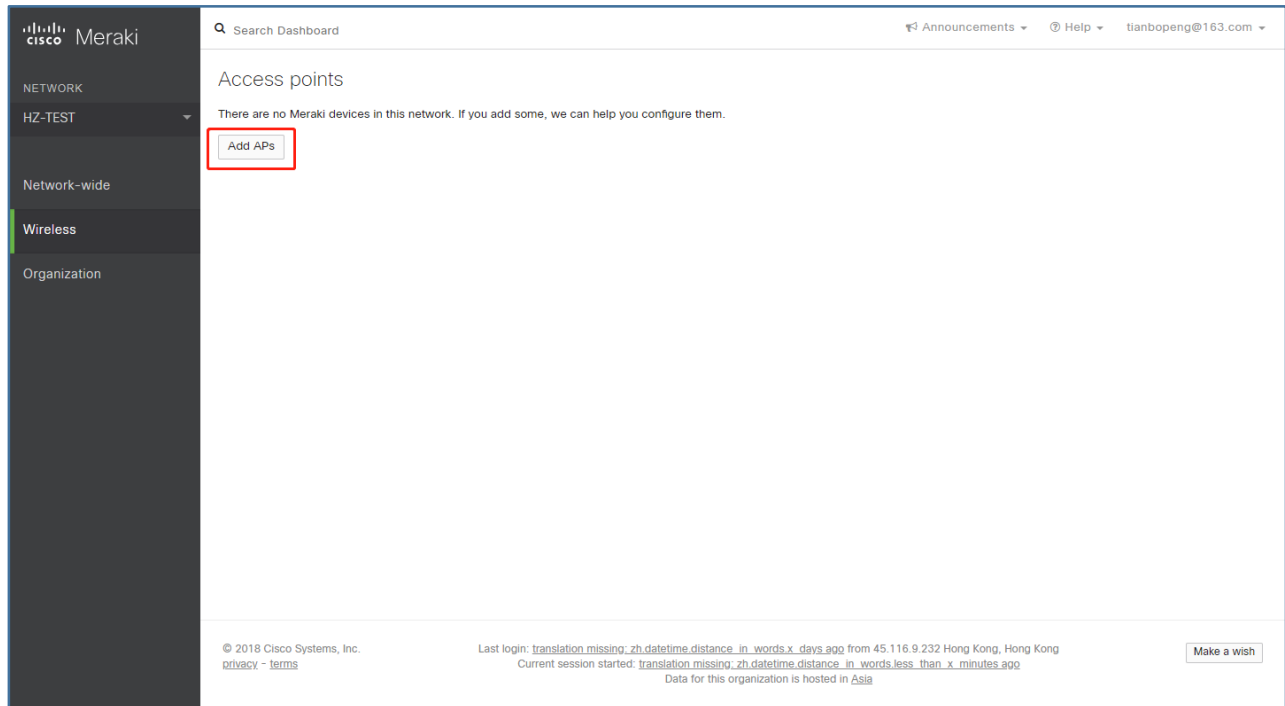 cisco Meraki
Search Dashboard
Announcements
Help
tianbopeng@163.com
NETWORK
HZ-TEST
Network-wide
Wireless
Organization
Access points
There are no Meraki devices in this network. If you add some, we can help you configure them.
Add APs
© 2018 Cisco Systems, Inc.
privacy - terms
Last login: translation missing: zh.datetime.distance_in_words.x_days ago from 45.116.9.232 Hong Kong, Hong Kong
Current session started: translation missing: zh.datetime.distance_in_words.less_than_x_minutes ago
Data for this organization is hosted in Asia
Make a wish